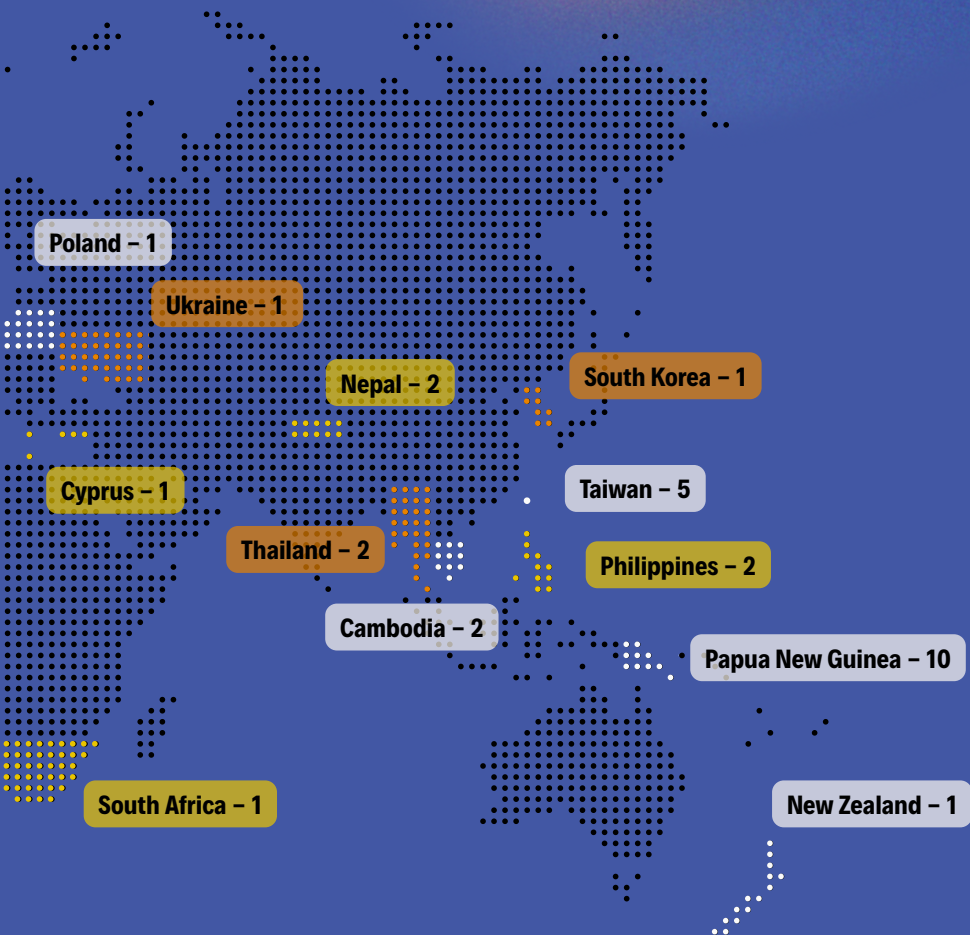 Poland – 1
Ukraine – 1
South Korea – 1
Nepal – 2
Cyprus – 1
Taiwan – 5
Thailand – 2
Philippines – 2
Cambodia – 2
Papua New Guinea – 10
South Africa – 1
New Zealand – 1